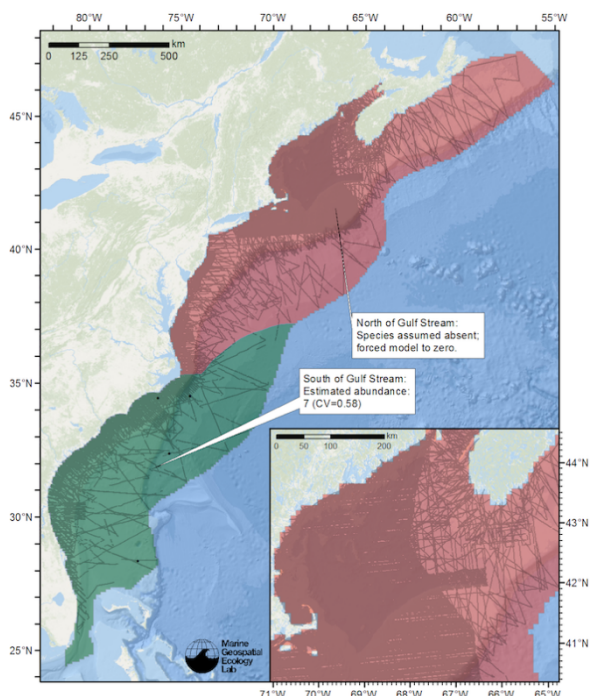 80°W 75°W 70°W 65°W 60°W 55°W
km
0 125 250 500
45°N
40°N
North of Gulf Stream:
Species assumed absent;
forced model to zero.
35°N
South of Gulf Stream:
Estimated abundance:
7 (CV=0.58)
km
0 50 100 200
44°N
30°N
43°N
42°N
Marine
Geospatial
Ecology
Lab
41°N
25°N
71°W 70°W 69°W 68°W 67°W 66°W 65°W